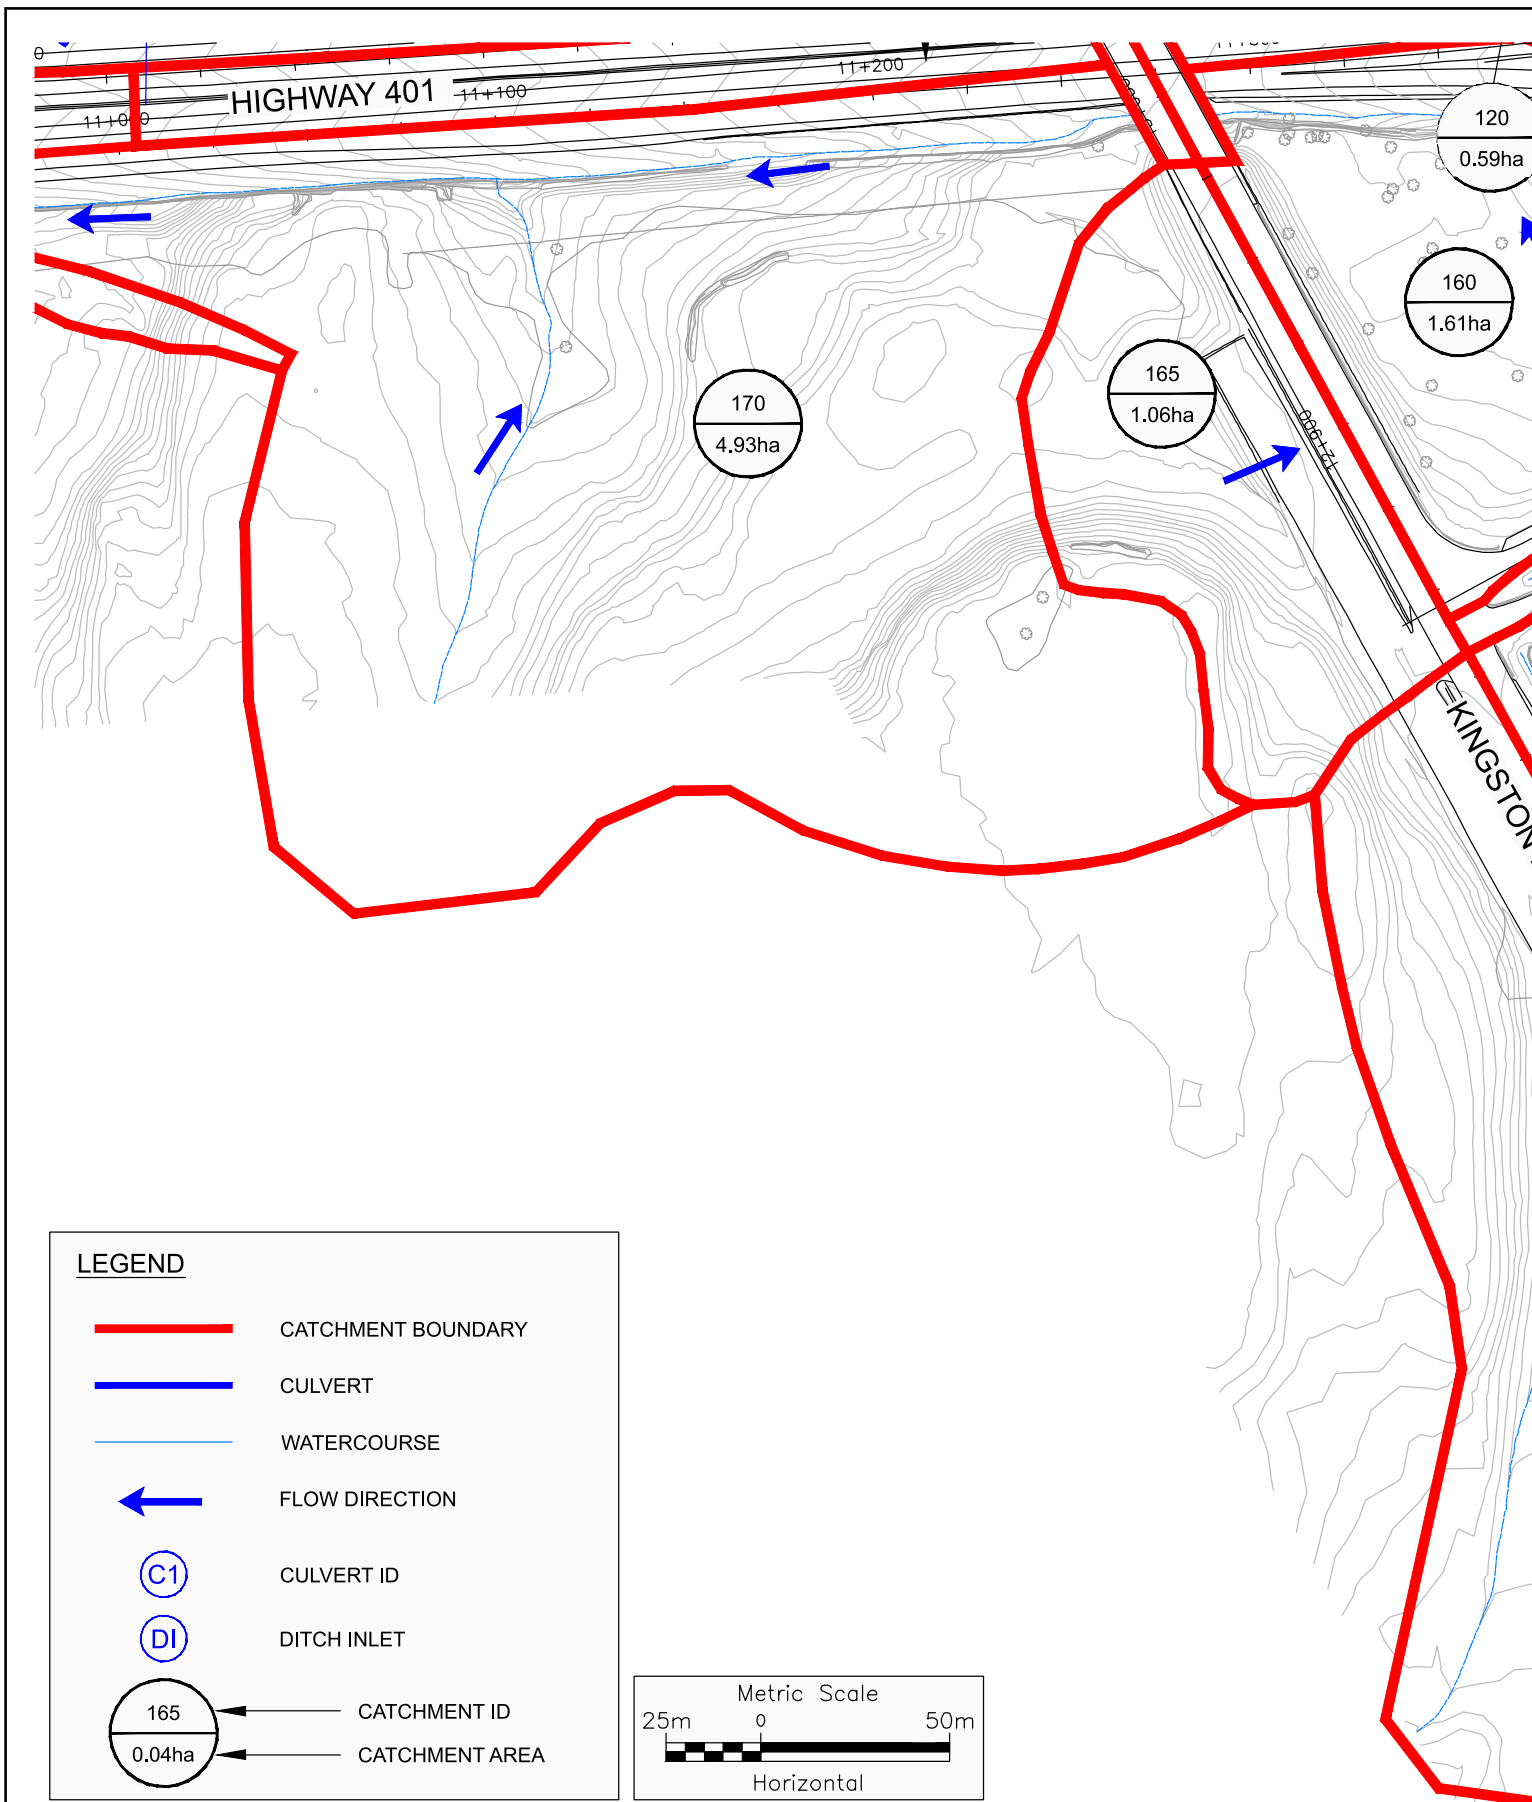 HIGHWAY 401
11+000
11+100
11+200
120
0.59ha
160
1.61ha
165
1.06ha
12+900
170
4.93ha
KINGSTON
LEGEND
CATCHMENT BOUNDARY
CULVERT
WATERCOURSE
FLOW DIRECTION
C1
CULVERT ID
DI
DITCH INLET
165
0.04ha
CATCHMENT ID
CATCHMENT AREA
Metric Scale
25m 0 50m
Horizontal